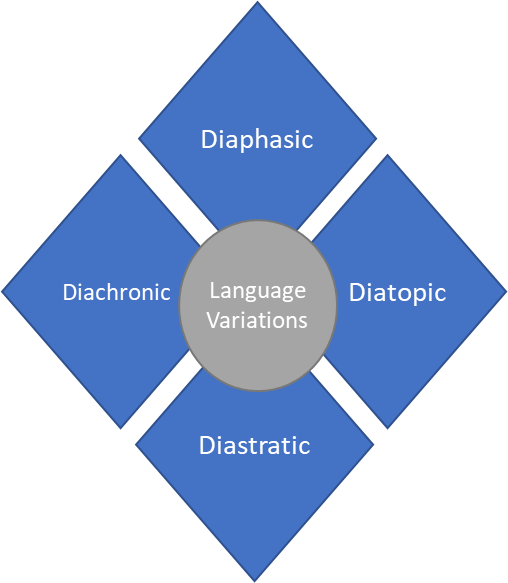 Diaphasic
Diachronic
Language
Variations
Diatopic
Diastratic